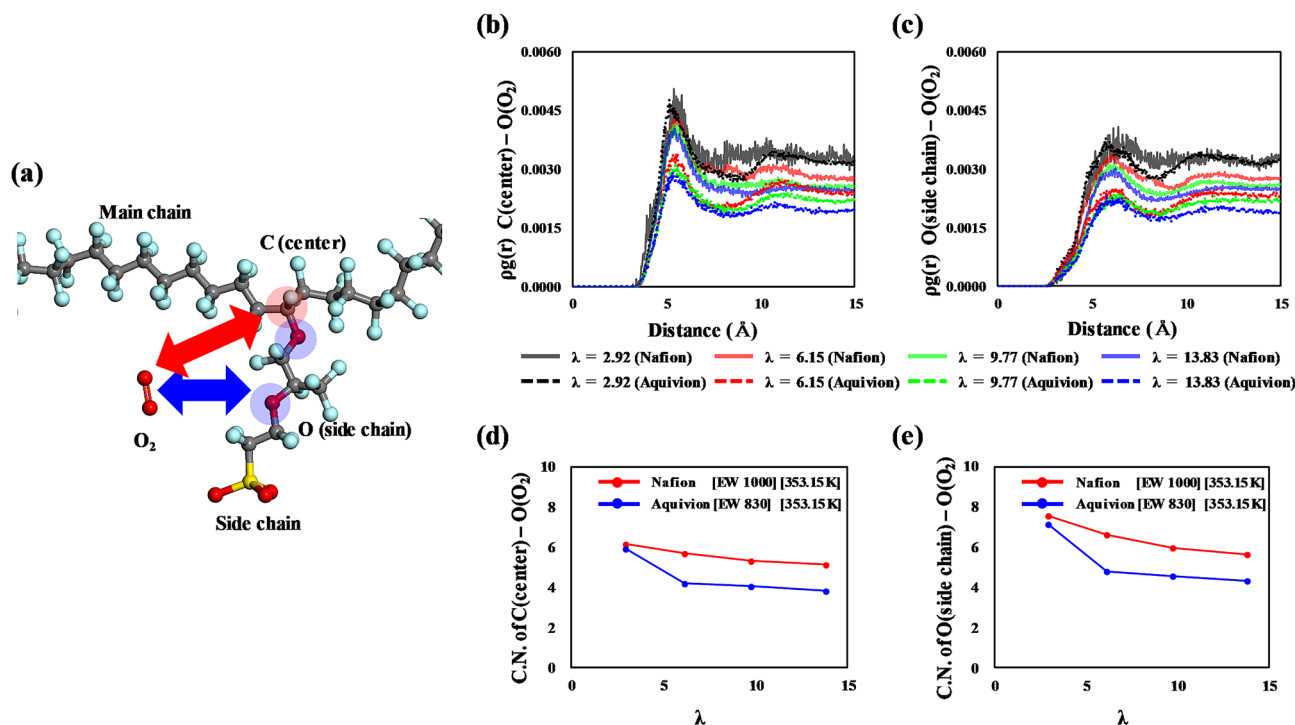 (a)
Main chain
C (center)
O₂
O (side chain)
Side chain
(b)
ρg(r) C(center) – O(O₂)
0.0060
0.0045
0.0030
0.0015
0.0000
0
5
10
15
Distance (Å)
(c)
ρg(r) O(side chain) – O(O₂)
0.0060
0.0045
0.0030
0.0015
0.0000
0
5
10
15
Distance (Å)
λ = 2.92 (Nafion)
λ = 6.15 (Nafion)
λ = 9.77 (Nafion)
λ = 13.83 (Nafion)
λ = 2.92 (Aquivion)
λ = 6.15 (Aquivion)
λ = 9.77 (Aquivion)
λ = 13.83 (Aquivion)
(d)
C.N. of C(center) – O(O₂)
10
8
6
4
2
0
Nafion [EW 1000] [353.15K]
Aquivion [EW 830] [353.15K]
0
5
10
15
λ
(e)
C.N. of O(side chain) – O(O₂)
10
8
6
4
2
0
Nafion [EW 1000] [353.15K]
Aquivion [EW 830] [353.15K]
0
5
10
15
λ